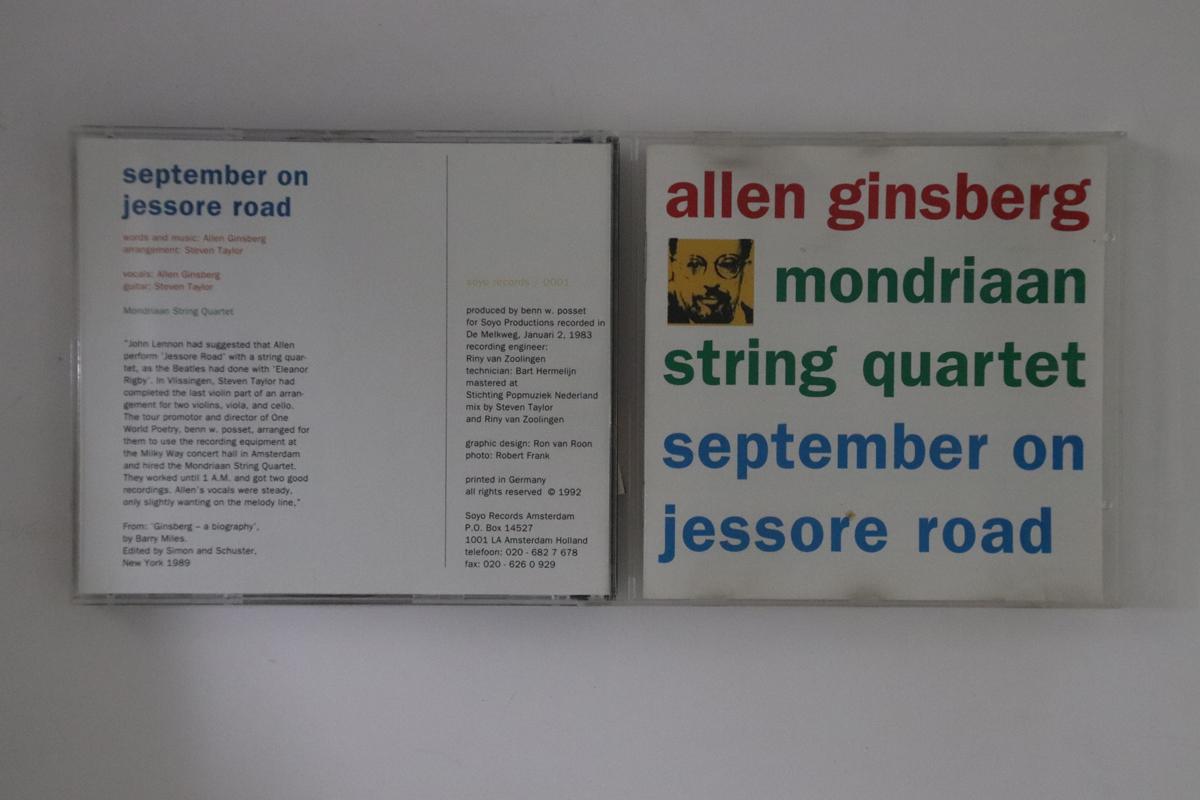 september on
jessore road
words and music: Allen Ginsberg
arrangement: Steven Taylor
vocals: Allen Ginsberg
guitar: Steven Taylor
Mondriaan String Quartet
"John Lennon had suggested that Allen
perform 'Jessore Road' with a string quar-
tet, as the Beatles had done with 'Eleanor
Rigby'. In Vlissingen, Steven Taylor had
completed the last violin part of an arran-
gement for two violins, viola, and cello.
The tour promotor and director of One
World Poetry, benn w. posset, arranged for
them to use the recording equipment at
the Milky Way concert hall in Amsterdam
and hired the Mondriaan String Quartet.
They worked until 1 A.M. and got two good
recordings. Allen's vocals were steady,
only slightly wanting on the melody line,"
From: 'Ginsberg – a biography',
by Barry Miles.
Edited by Simon and Schuster,
New York 1989
soyo records - 0001
produced by benn w. posset
for Soyo Productions recorded in
De Melkweg, Januari 2, 1983
recording engineer:
Riny van Zoolingen
technician: Bart Hermelijn
mastered at
Stichting Popmuziek Nederland
mix by Steven Taylor
and Riny van Zoolingen
graphic design: Ron van Roon
photo: Robert Frank
printed in Germany
all rights reserved © 1992
Soyo Records Amsterdam
P.O. Box 14527
1001 LA Amsterdam Holland
telefoon: 020 - 682 7 678
fax: 020 - 626 0 929
allen ginsberg
mondriaan
string quartet
september on
jessore road